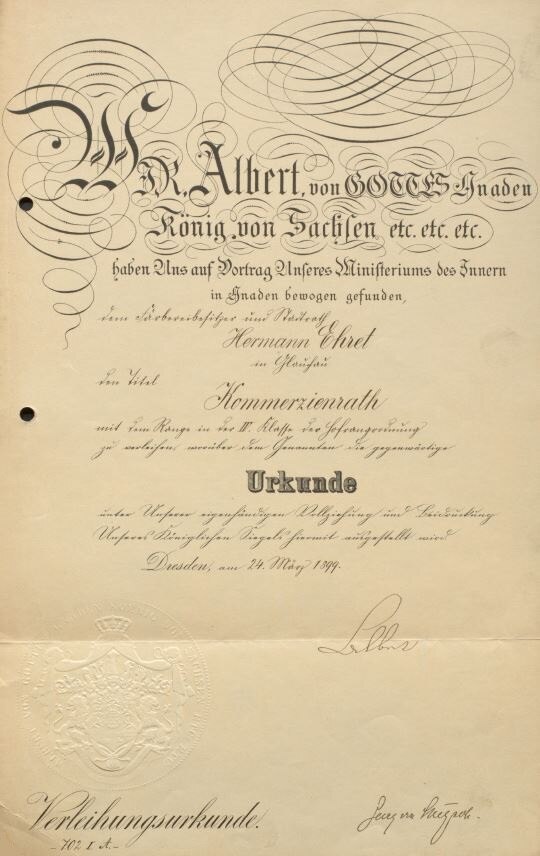 WIR, Albert, von GOTTES Gnaden
König von Sachsen etc. etc. etc.
haben Uns auf Vortrag Unseres Ministeriums des Innern
in Gnaden bewogen gefunden,
dem Färbereibesitzer und Stadtrath
Hermann Ehret
in Glauchau
den Titel
Kommerzienrath
mit dem Range in der IV. Klasse der Hofrangordnung
zu verleihen, worüber dem Genannten die gegenwärtige
Urkunde
unter Unserer eigenhändigen Vollziehung und Beidruckung
Unseres Königlichen Siegels hiermit ausgestellt wird
Dresden, am 24. März 1899.
Albert
Verleihungsurkunde.
-702 I A.-